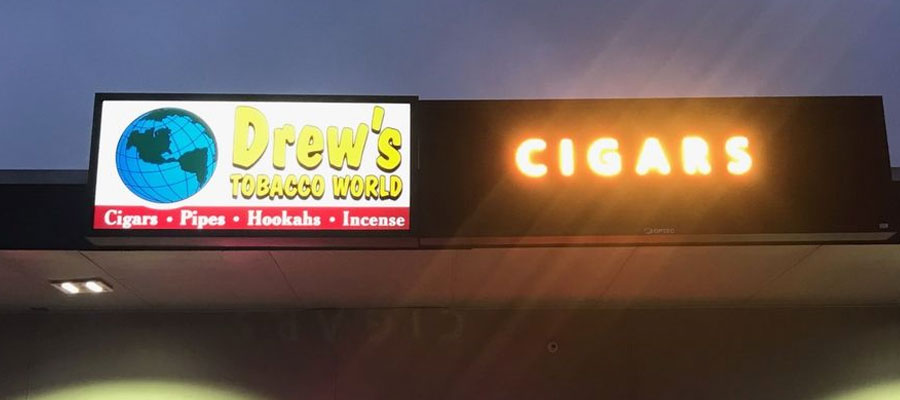 Drew's
TOBACCO WORLD
Cigars • Pipes • Hookahs • Incense
CIGARS